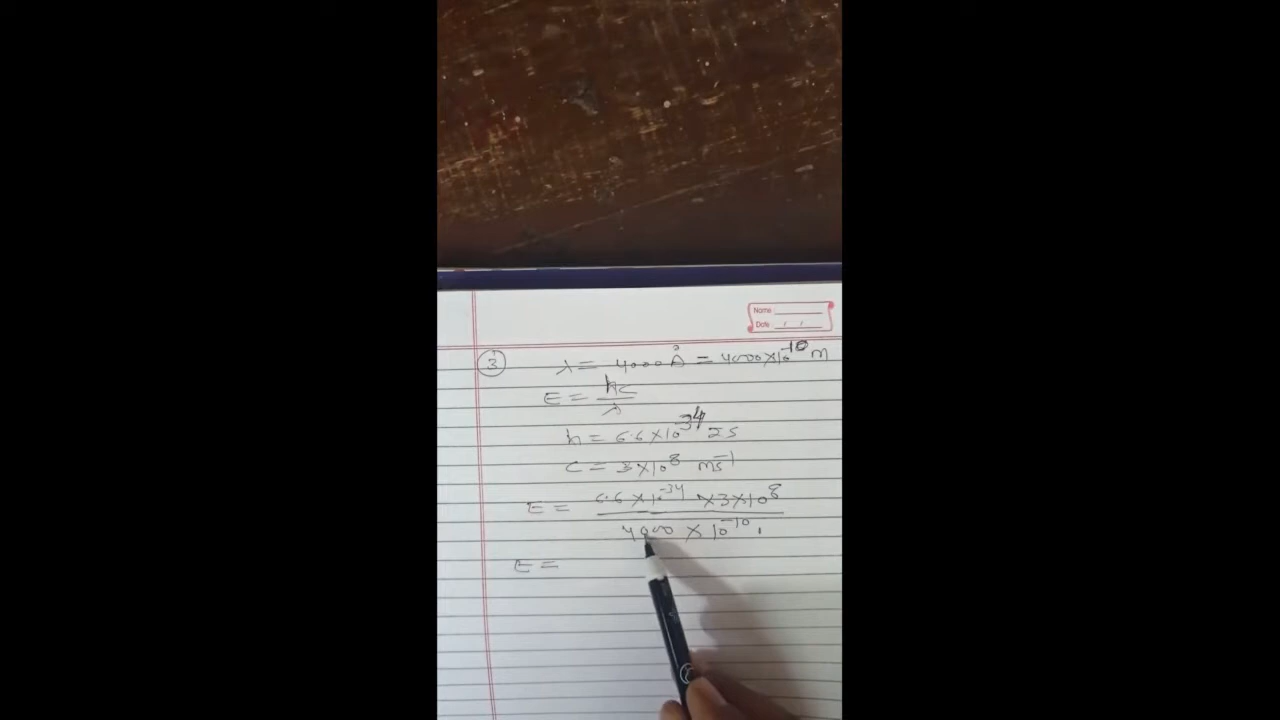 Name:
Date: / /
3 λ = 4000 Å = 4000 × 10⁻¹⁰ m
E = hc/λ
h = 6.6 × 10⁻³⁴ Js
c = 3 × 10⁸ ms⁻¹
E = 6.6 × 10⁻³⁴ × 3 × 10⁸
4000 × 10⁻¹⁰
E =